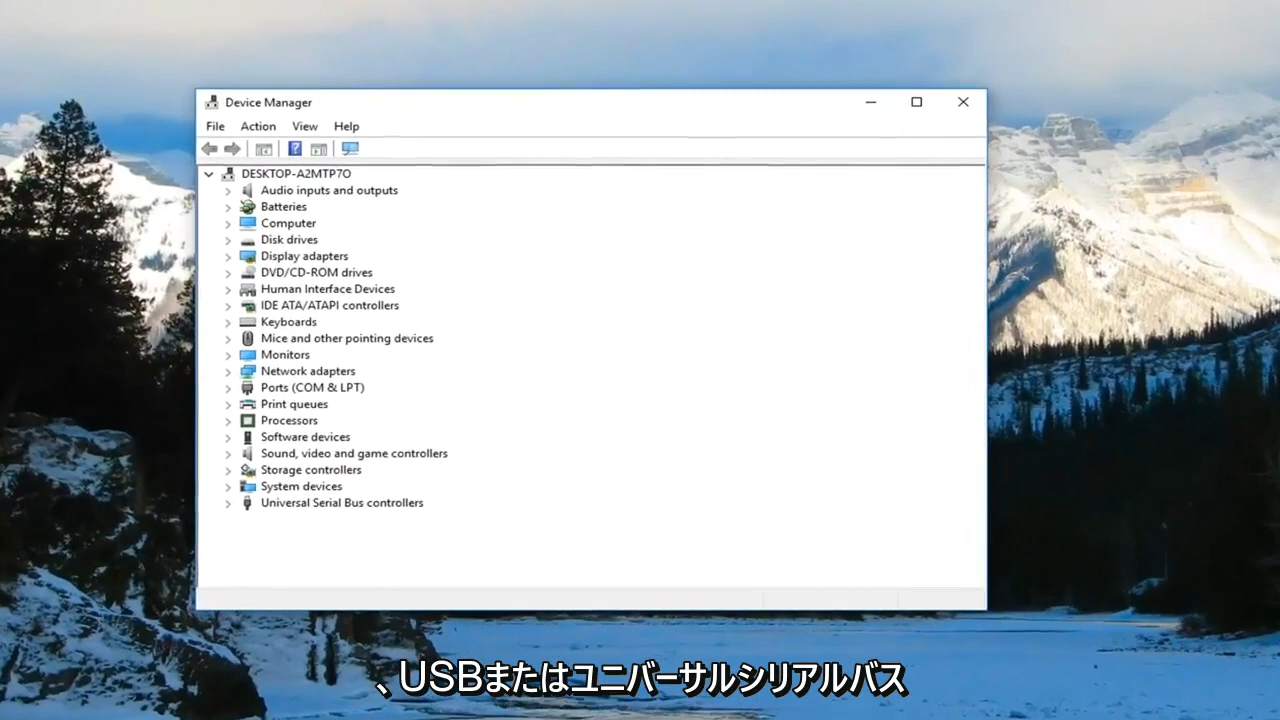 Device Manager
File Action View Help
DESKTOP-A2MTP7O
Audio inputs and outputs
Batteries
Computer
Disk drives
Display adapters
DVD/CD-ROM drives
Human Interface Devices
IDE ATA/ATAPI controllers
Keyboards
Mice and other pointing devices
Monitors
Network adapters
Ports (COM & LPT)
Print queues
Processors
Software devices
Sound, video and game controllers
Storage controllers
System devices
Universal Serial Bus controllers
、USBまたはユニバーサルシリアルバス